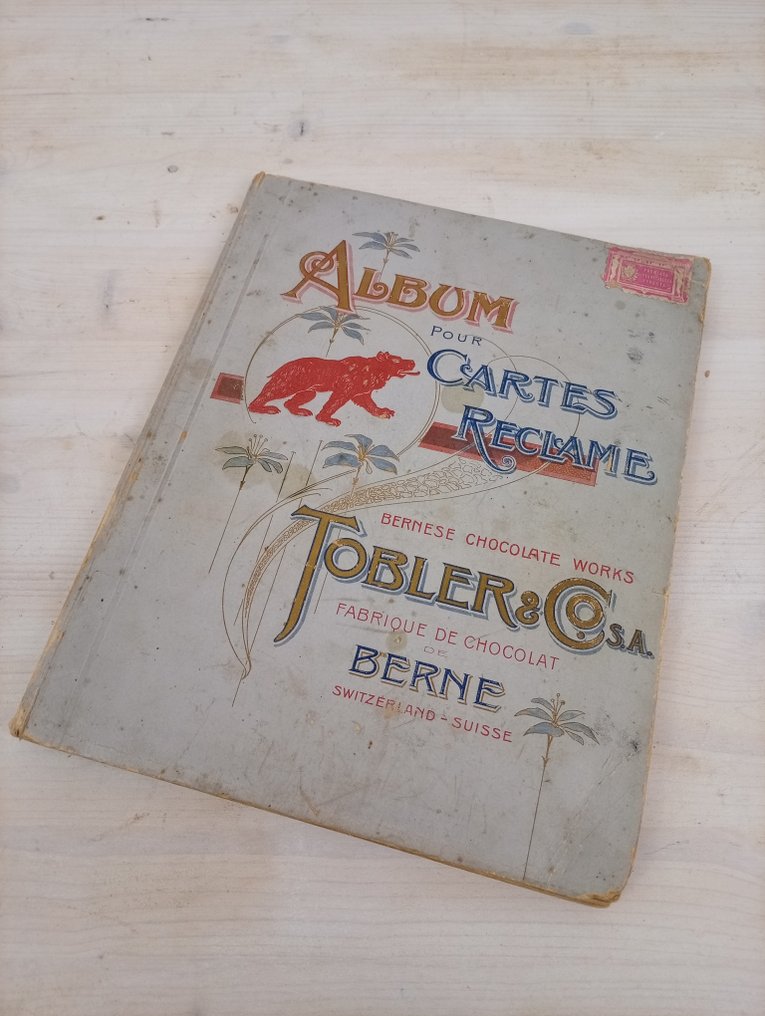 ALBUM
POUR
CARTES
RECLAME
BERNESE CHOCOLATE WORKS
TOBLER & Co. S.A.
FABRIQUE DE CHOCOLAT
DE
BERNE
SWITZERLAND - SUISSE